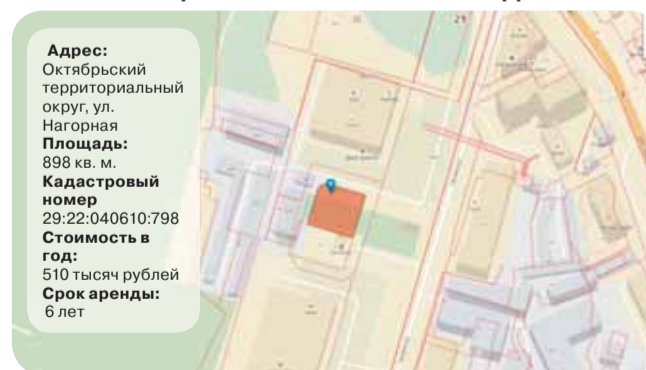 Адрес:
Октябрьский
территориальный
округ, ул.
Нагорная
Площадь:
898 кв. м.
Кадастровый
номер
29:22:040610:798
Стоимость в
год:
510 тысяч рублей
Срок аренды:
6 лет
29